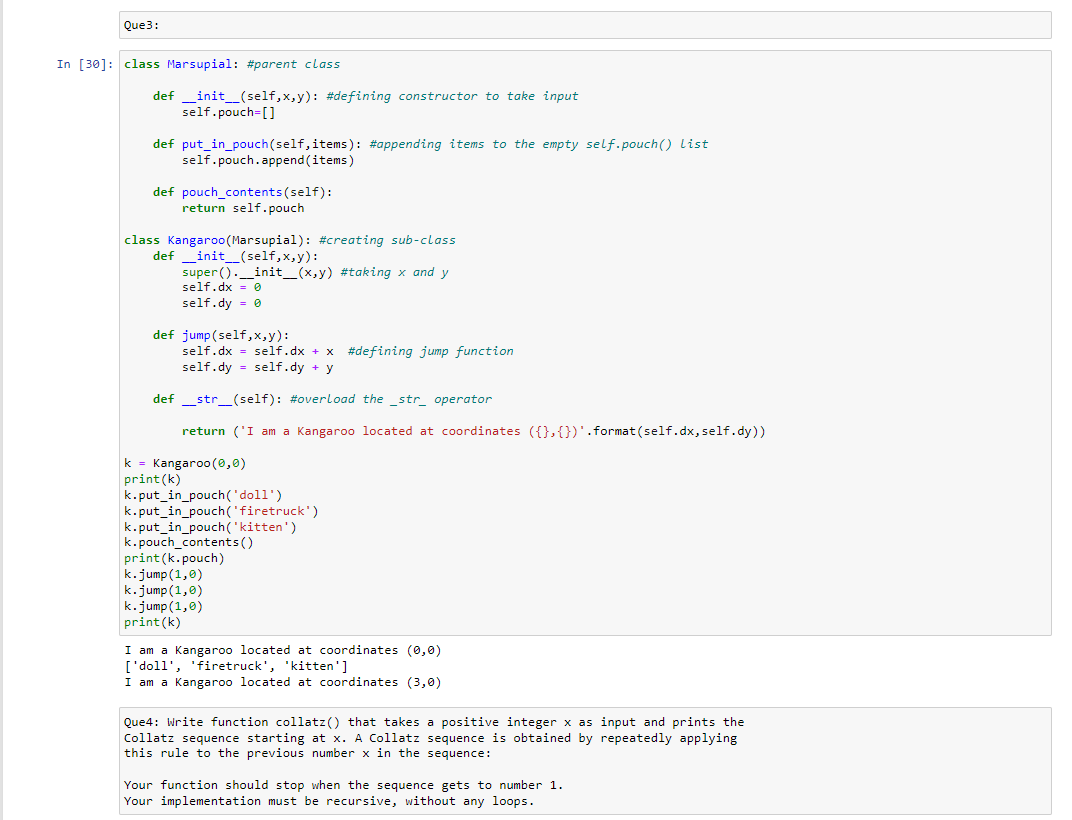 Que3:
In [30]:
class Marsupial: #parent class
    def __init__(self,x,y): #defining constructor to take input
        self.pouch=[]
    def put_in_pouch(self,items): #appending items to the empty self.pouch() list
        self.pouch.append(items)
    def pouch_contents(self):
        return self.pouch
class Kangaroo(Marsupial): #creating sub-class
    def __init__(self,x,y):
        super().__init__(x,y) #taking x and y
        self.dx = 0
        self.dy = 0
    def jump(self,x,y):
        self.dx = self.dx + x  #defining jump function
        self.dy = self.dy + y
    def __str__(self): #overload the _str_ operator
        return ('I am a Kangaroo located at coordinates ({},{})'.format(self.dx,self.dy))
k = Kangaroo(0,0)
print(k)
k.put_in_pouch('doll')
k.put_in_pouch('firetruck')
k.put_in_pouch('kitten')
k.pouch_contents()
print(k.pouch)
k.jump(1,0)
k.jump(1,0)
k.jump(1,0)
print(k)
I am a Kangaroo located at coordinates (0,0)
['doll', 'firetruck', 'kitten']
I am a Kangaroo located at coordinates (3,0)
Que4: Write function collatz() that takes a positive integer x as input and prints the
Collatz sequence starting at x. A Collatz sequence is obtained by repeatedly applying
this rule to the previous number x in the sequence:
Your function should stop when the sequence gets to number 1.
Your implementation must be recursive, without any loops.